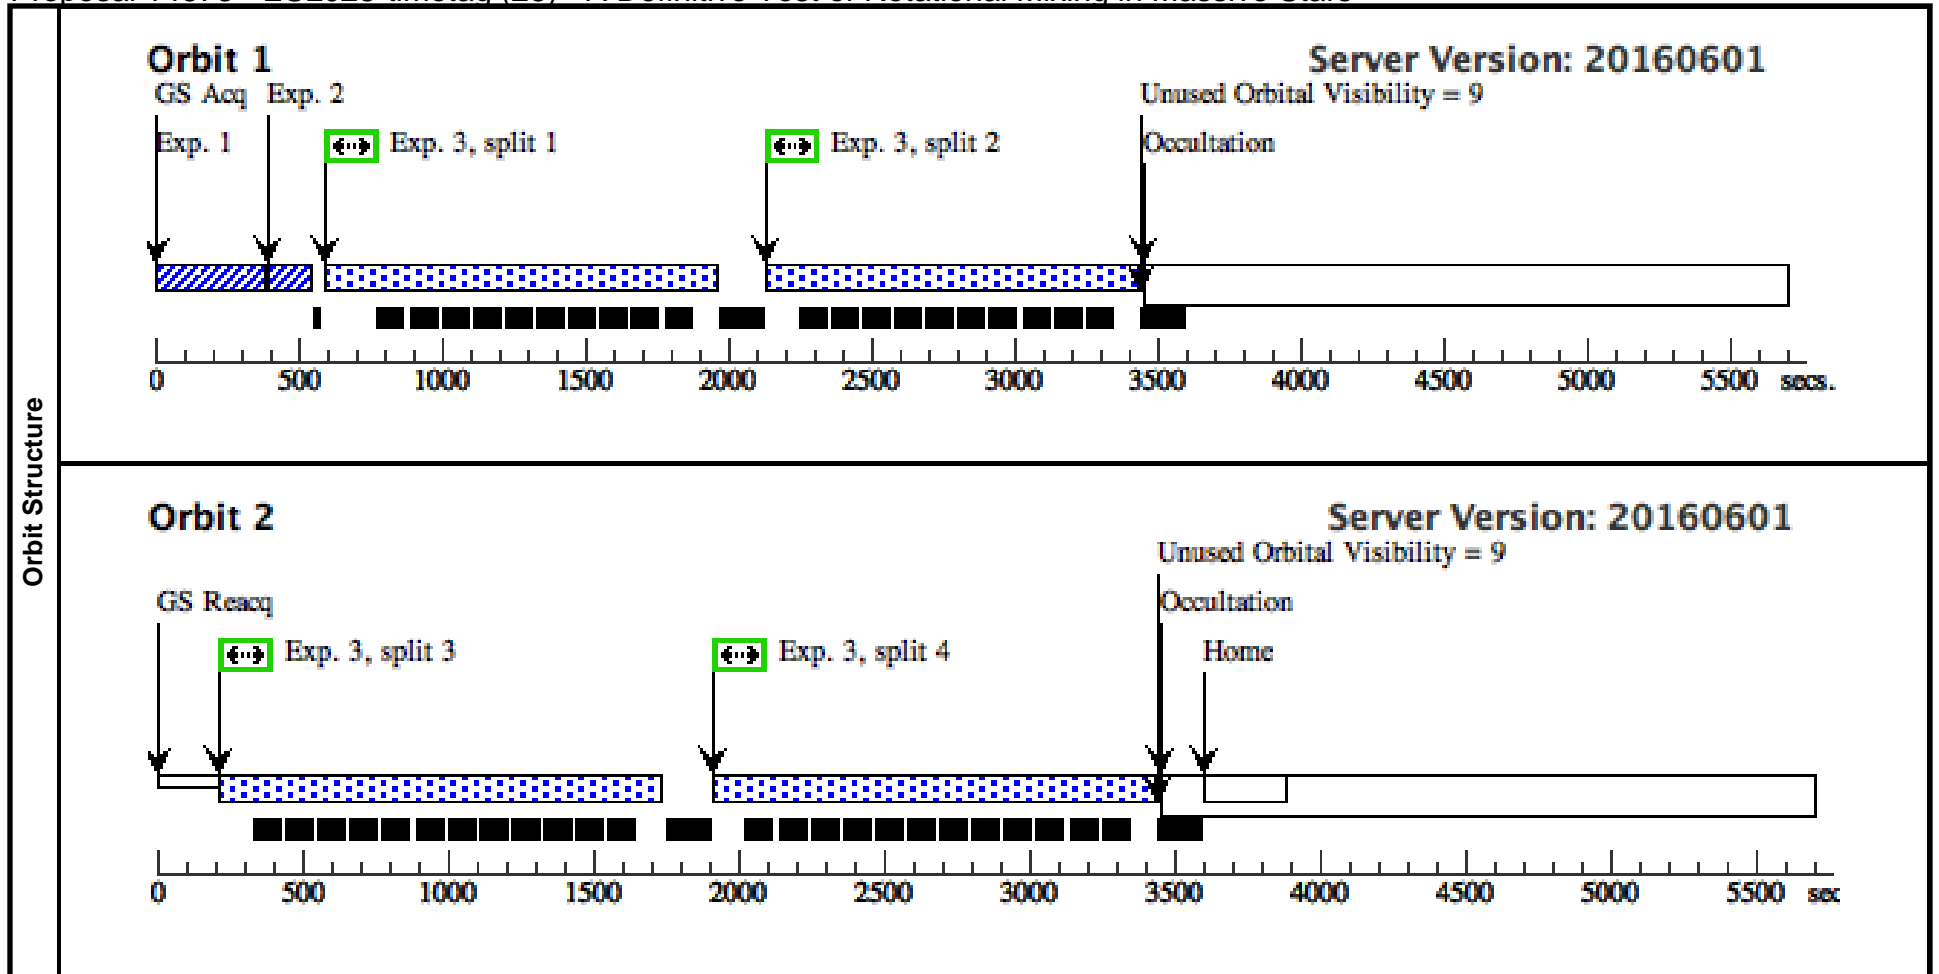 Orbit Structure
Orbit 1
Server Version: 20160601
GS Acq Exp. 2
Unused Orbital Visibility = 9
Exp. 1
Exp. 3, split 1
Exp. 3, split 2
Occultation
0 500 1000 1500 2000 2500 3000 3500 4000 4500 5000 5500 secs.
Orbit 2
Server Version: 20160601
Unused Orbital Visibility = 9
GS Reacq
Occultation
Exp. 3, split 3
Exp. 3, split 4
Home
0 500 1000 1500 2000 2500 3000 3500 4000 4500 5000 5500 sec